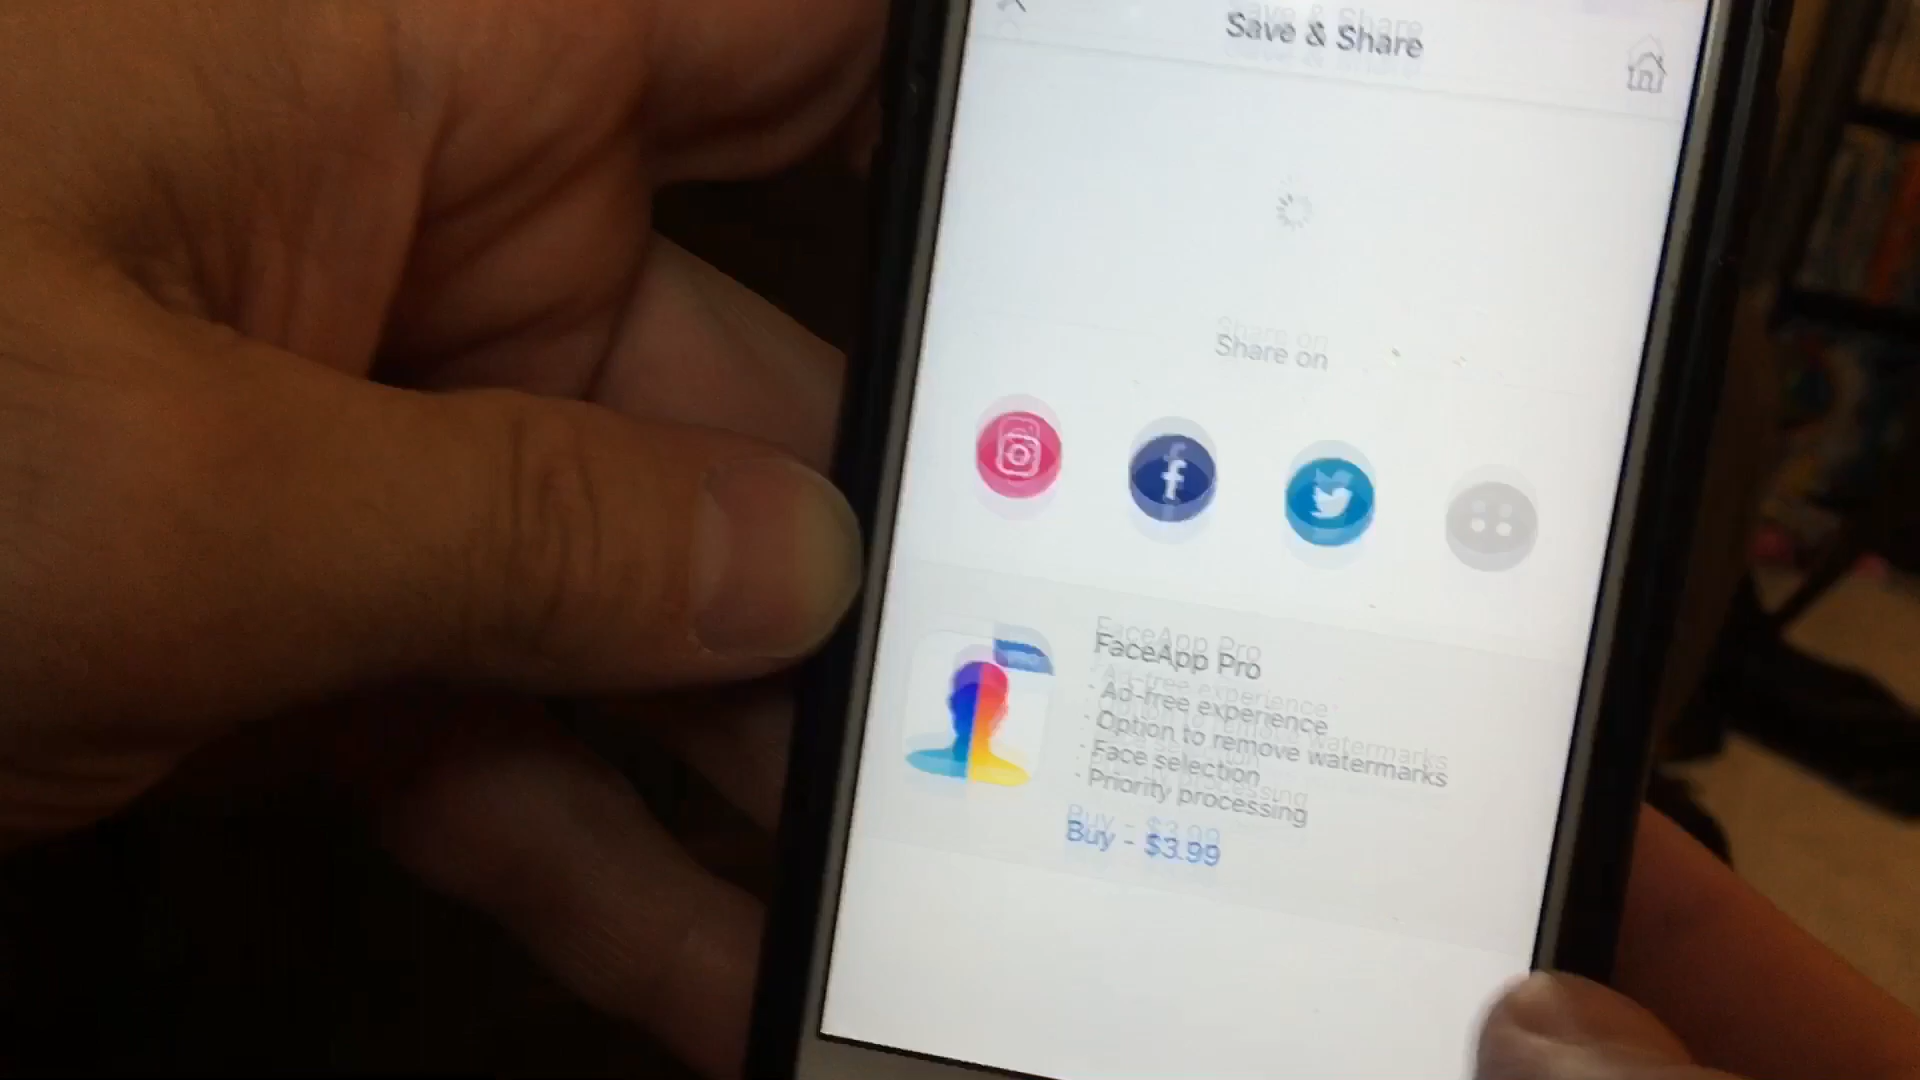 Save & Share
Share on
FaceApp Pro
· Ad-free experience
· Option to remove watermarks
· Face selection
· Priority processing
Buy - $3.99